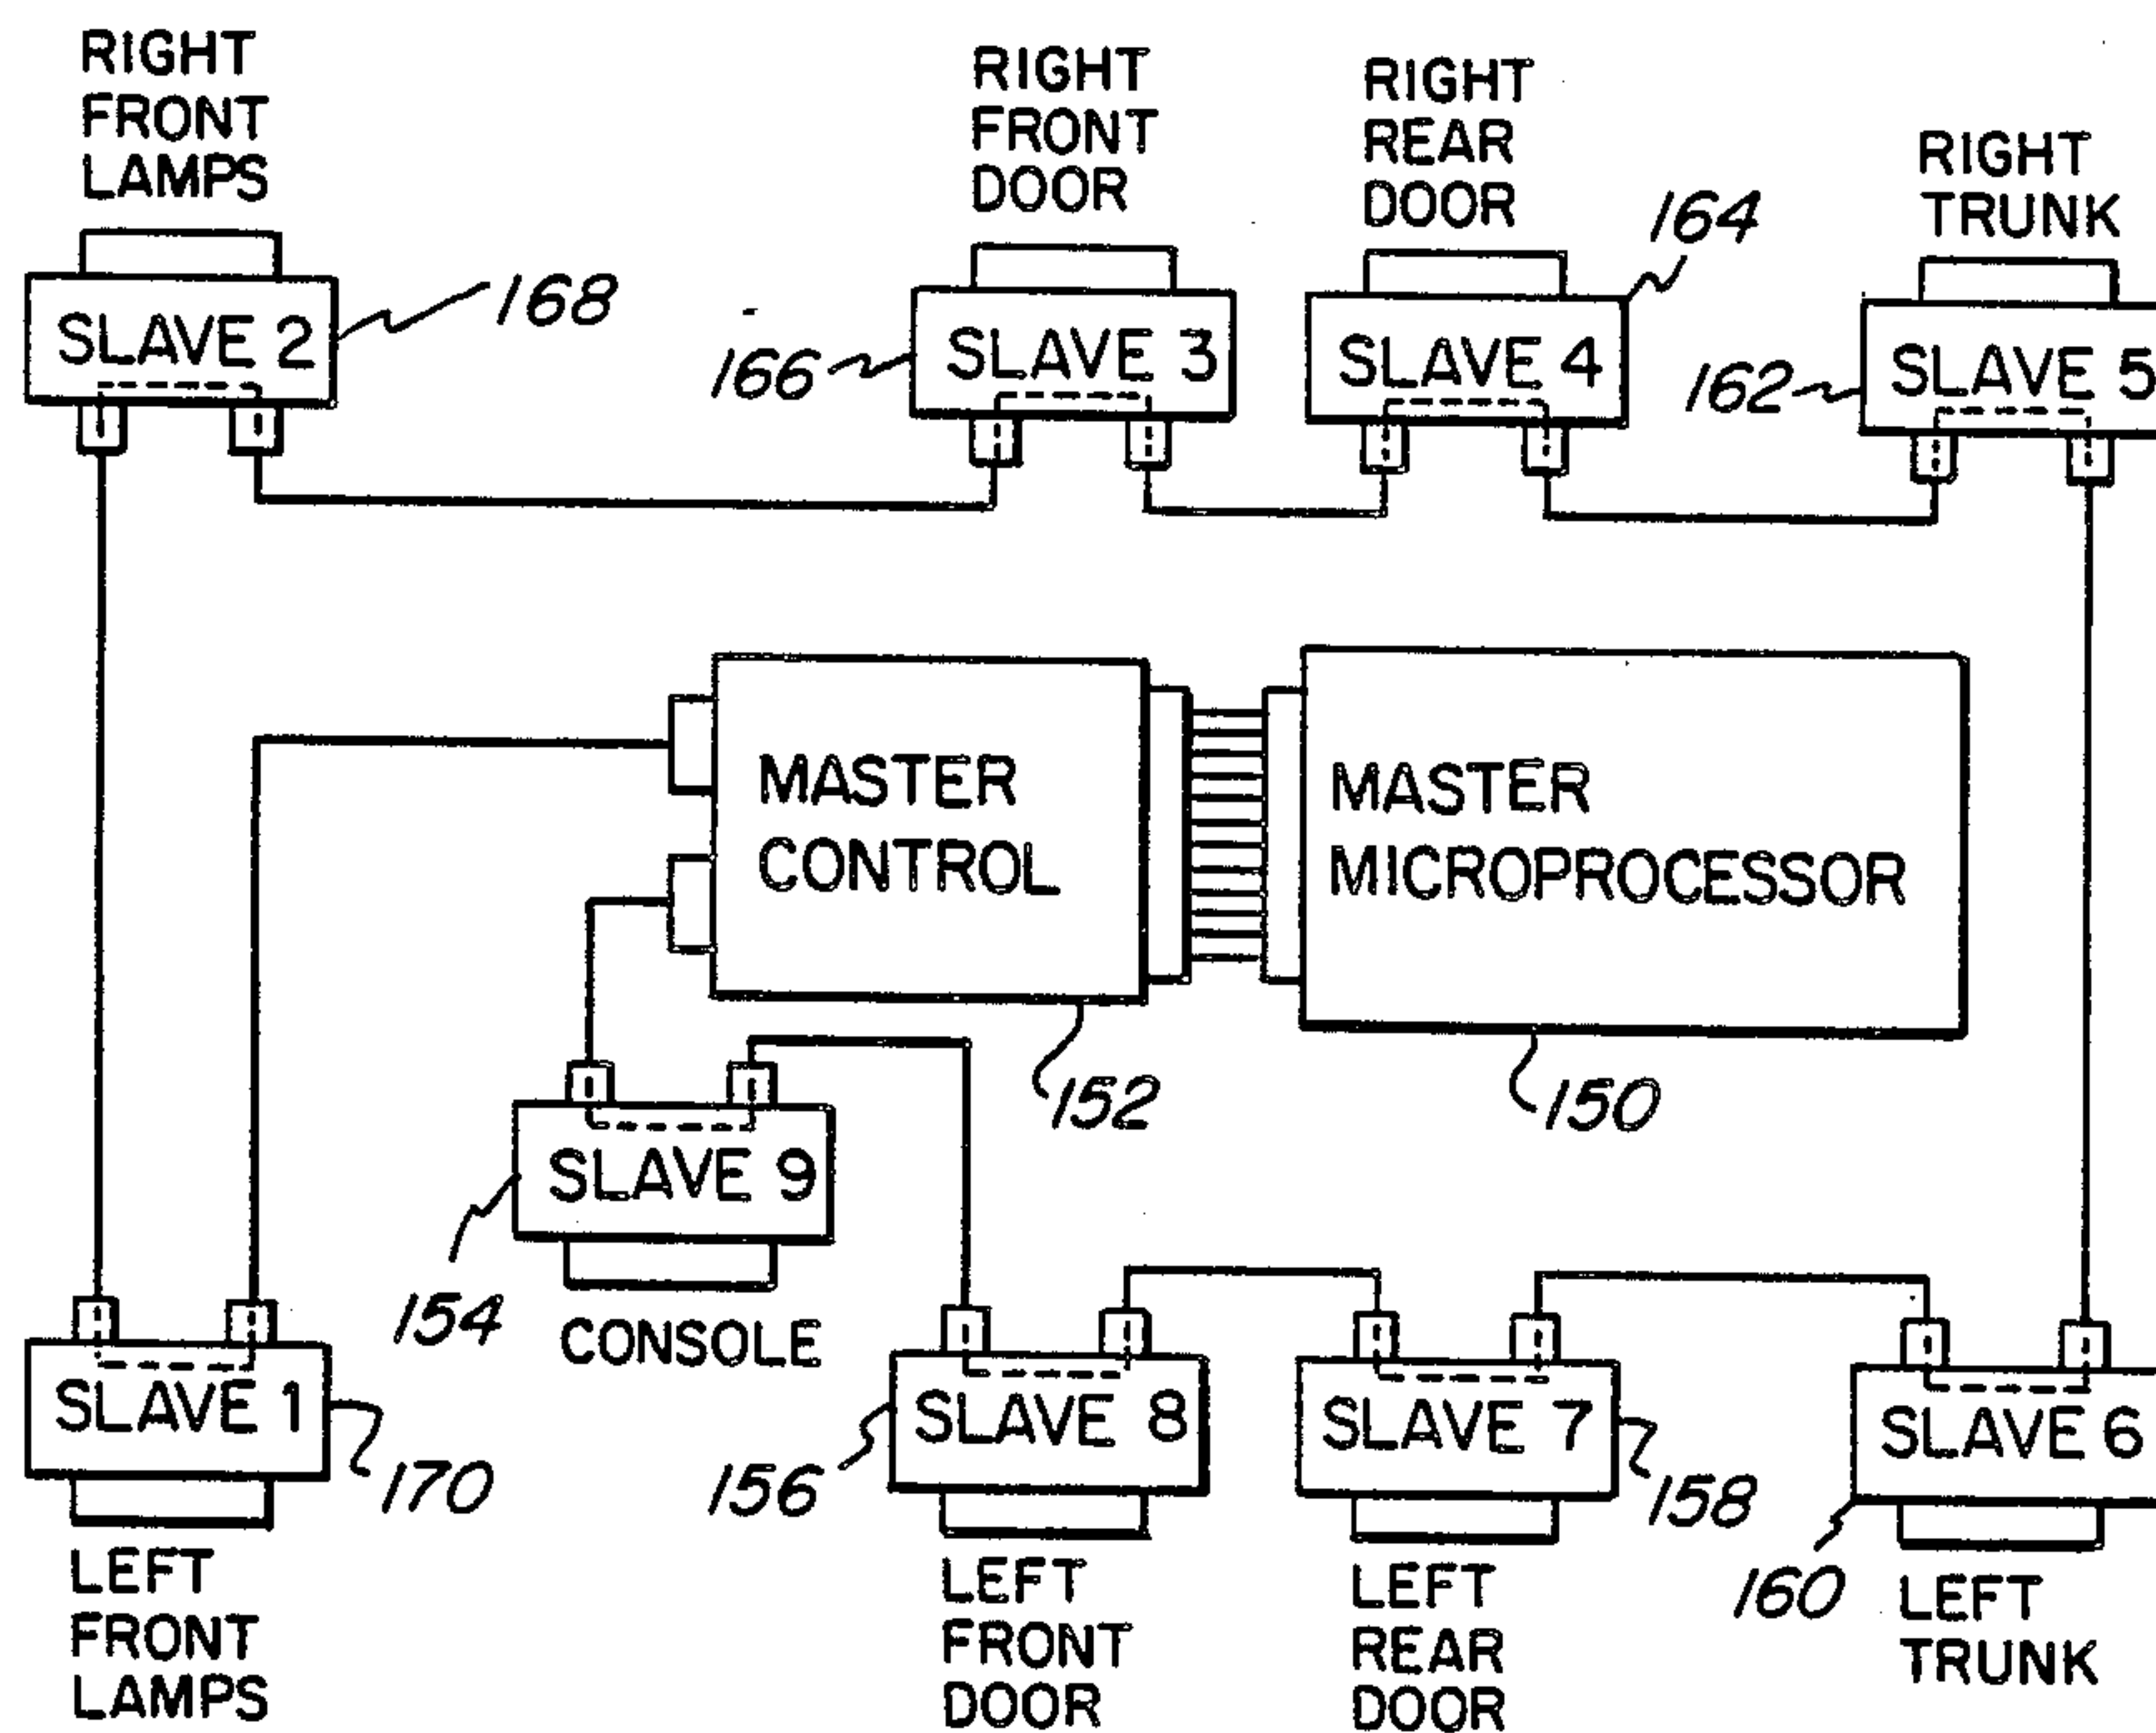 RIGHT
FRONT
LAMPS
RIGHT
FRONT
DOOR
RIGHT
REAR
DOOR
RIGHT
TRUNK
164
168
166
162
SLAVE 2
SLAVE 3
SLAVE 4
SLAVE 5
MASTER
CONTROL
MASTER
MICROPROCESSOR
152
150
SLAVE 9
154
CONSOLE
SLAVE 1
SLAVE 8
SLAVE 7
SLAVE 6
170
156
158
160
LEFT
FRONT
LAMPS
LEFT
FRONT
DOOR
LEFT
REAR
DOOR
LEFT
TRUNK